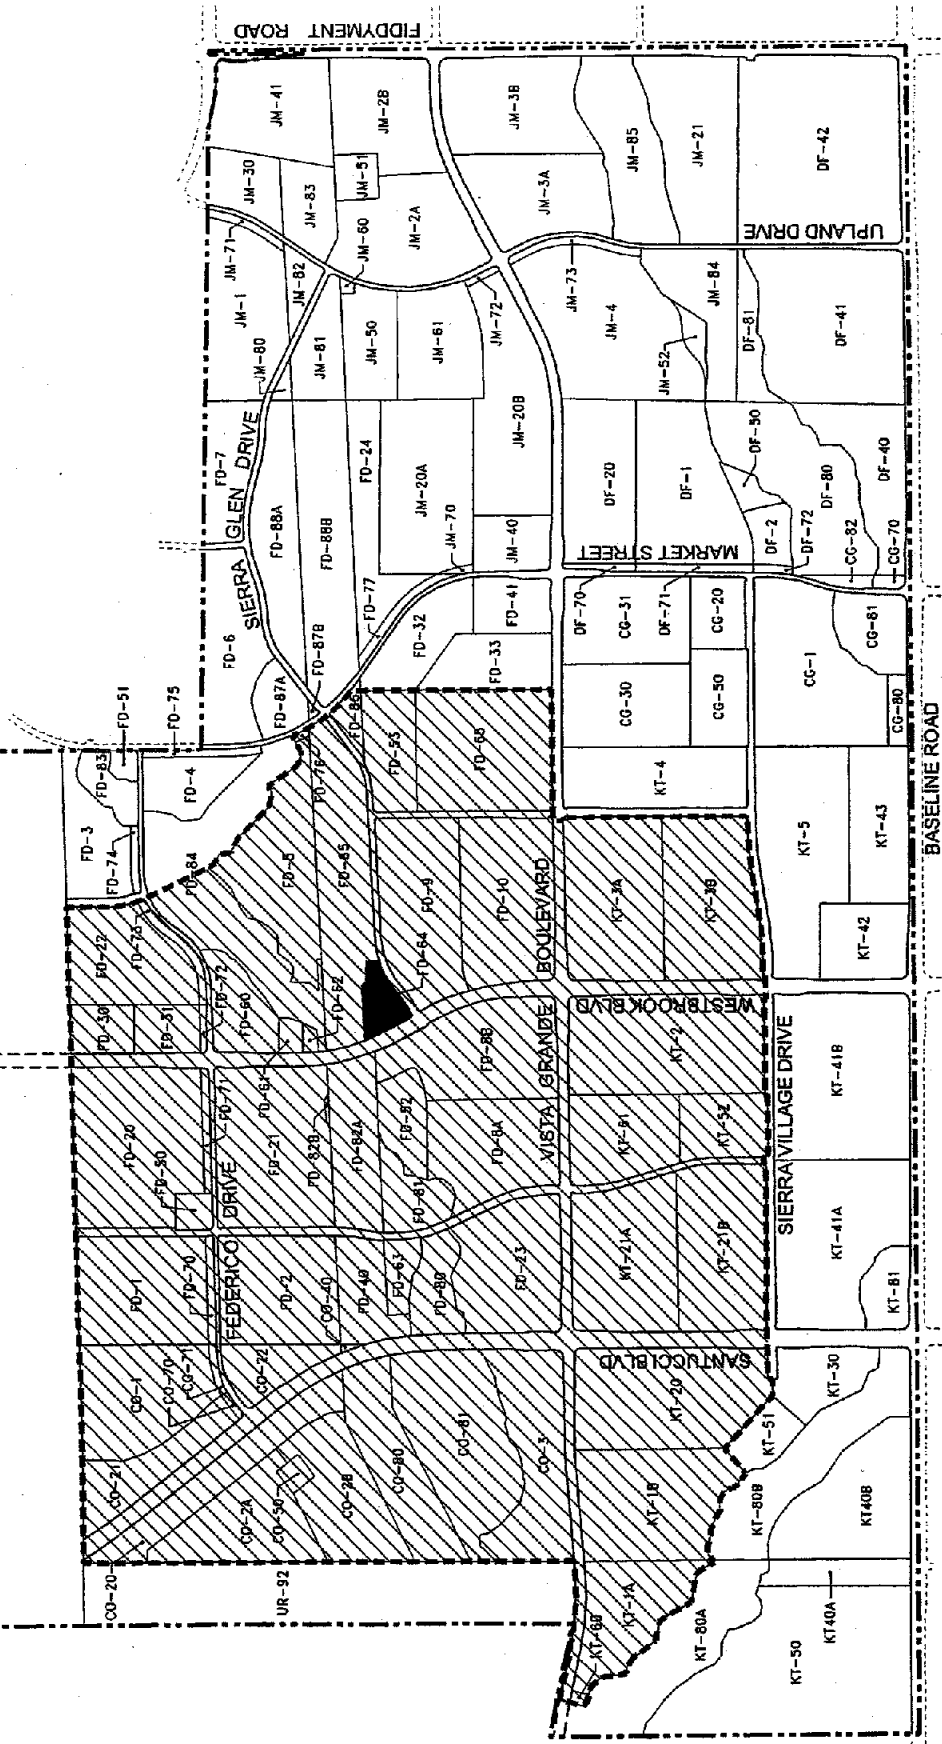 FIDDYMENT ROAD
JM-41
JM-2B
JM-3B
JM-85
JM-21
DF-42
JM-30
JM-83
JM-51
JM-3A
JM-71
JM-60
JM-2A
UPLAND DRIVE
JM-1
JM-82
JM-73
JM-84
JM-72
JM-80
JM-81
JM-50
JM-61
JM-4
JM-52
DF-81
DF-41
FD-7
SIERRA GLEN DRIVE
FD-24
JM-20B
DF-50
FD-88A
JM-20A
DF-20
DF-1
DF-80
DF-40
FD-88B
JM-70
JM-40
MARKET STREET
DF-2
DF-72
CG-82
CG-70
FD-77
FD-41
DF-70
DF-71
FD-6
FD-87B
FD-32
CG-31
CG-20
CG-81
FD-33
CG-1
FD-51
FD-75
FD-87A
FD-86
CG-30
CG-50
CG-80
FD-83
FD-76
FD-53
FD-68
FD-4
KT-4
BASELINE ROAD
FD-3
FD-74
FD-84
FD-5
FD-85
KT-5
KT-43
FD-9
FD-10
KT-3A
KT-3B
FD-22
FD-73
FD-64
VISTA GRANDE BOULEVARD
KT-42
FD-72
FD-62
FD-30
FD-31
FD-60
WESTBROOK BLVD
FD-8B
KT-2
FD-61
FD-71
SIERRA VILLAGE DRIVE
KT-41B
FD-20
FD-21
FD-82B
FD-82A
FD-82
FD-8A
KT-61
KT-52
FD-50
FD-81
FEDERICO DRIVE
KT-41A
FD-1
FD-70
FD-2
CO-40
FD-40
FD-63
FD-80
FD-23
KT-21A
KT-21B
KT-81
SANTUCCI BLVD
CO-1
CO-70
CO-71
CO-22
KT-20
KT-30
KT-51
CO-21
CO-81
CO-3
CO-2A
CO-50
CO-2B
CO-80
KT-1B
KT-80B
KT40B
CO-20
UR-92
KT-1A
KT-60
KT-80A
KT40A
KT-50